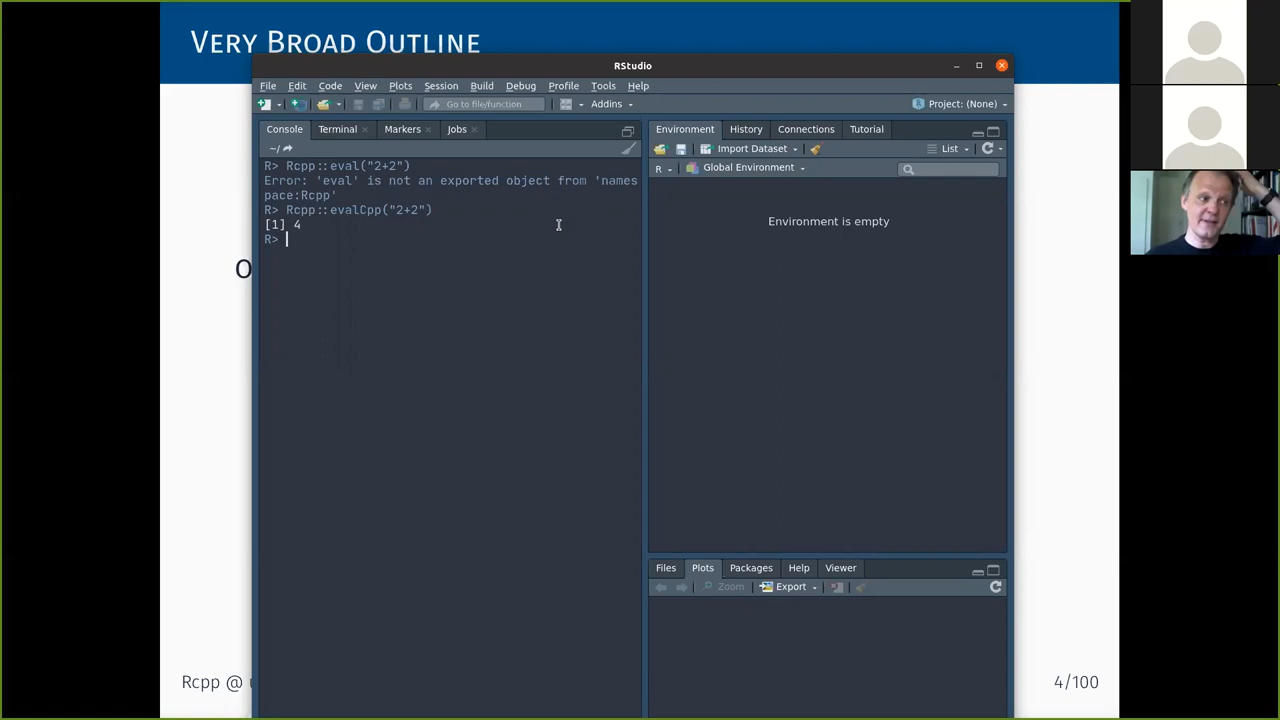 VERY BROAD OUTLINE
RStudio
File Edit Code View Plots Session Build Debug Profile Tools Help
Go to file/function Addins Project: (None)
Console Terminal Markers Jobs
~/
R> Rcpp::eval("2+2")
Error: 'eval' is not an exported object from 'names
pace:Rcpp'
R> Rcpp::evalCpp("2+2")
[1] 4
R>
Environment History Connections Tutorial
Import Dataset List
R Global Environment
Environment is empty
Files Plots Packages Help Viewer
Zoom Export
Rcpp @
4/100